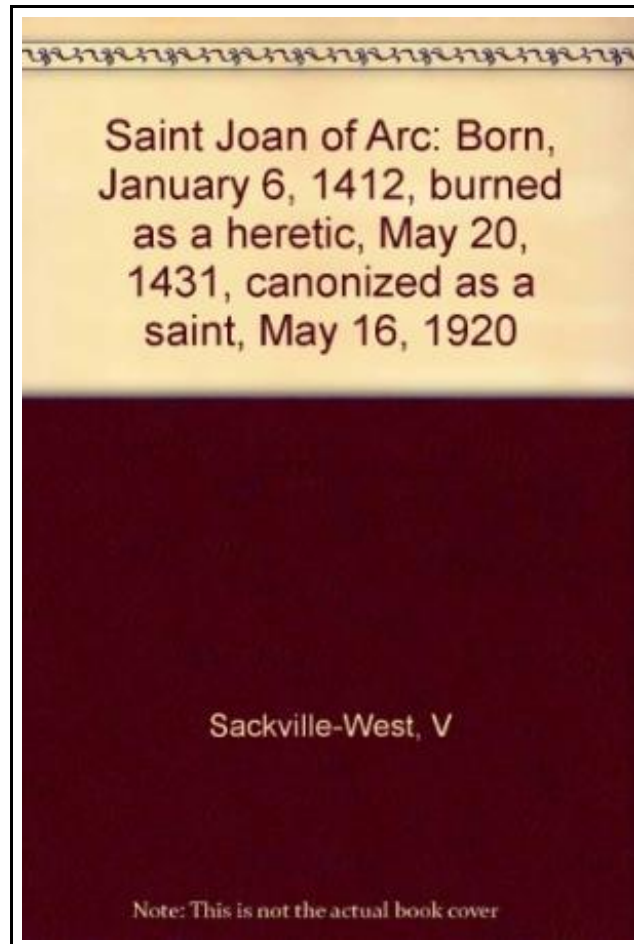 Saint Joan of Arc: Born,
January 6, 1412, burned
as a heretic, May 20,
1431, canonized as a
saint, May 16, 1920
Sackville-West, V
Note: This is not the actual book cover